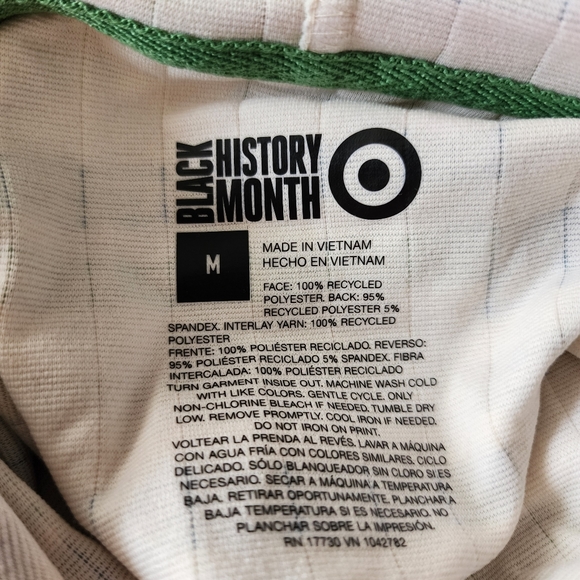 BLACK
HISTORY
MONTH
M
MADE IN VIETNAM
HECHO EN VIETNAM
FACE: 100% RECYCLED
POLYESTER. BACK: 95%
RECYCLED POLYESTER 5%
SPANDEX. INTERLAY YARN: 100% RECYCLED
POLYESTER
FRENTE: 100% POLIÉSTER RECICLADO. REVERSO:
95% POLIÉSTER RECICLADO 5% SPANDEX. FIBRA
INTERCALADA: 100% POLIÉSTER RECICLADO
TURN GARMENT INSIDE OUT. MACHINE WASH COLD
WITH LIKE COLORS. GENTLE CYCLE. ONLY
NON-CHLORINE BLEACH IF NEEDED. TUMBLE DRY
LOW. REMOVE PROMPTLY. COOL IRON IF NEEDED.
DO NOT IRON ON PRINT.
VOLTEAR LA PRENDA AL REVÉS. LAVAR A MÁQUINA
CON AGUA FRÍA CON COLORES SIMILARES. CICLO
DELICADO. SÓLO BLANQUEADOR SIN CLORO SI ES
NECESARIO. SECAR A MÁQUINA A TEMPERATURA
BAJA. RETIRAR OPORTUNAMENTE. PLANCHAR A
BAJA TEMPERATURA SI ES NECESARIO. NO
PLANCHAR SOBRE LA IMPRESIÓN.
RN 17730 VN 1042782